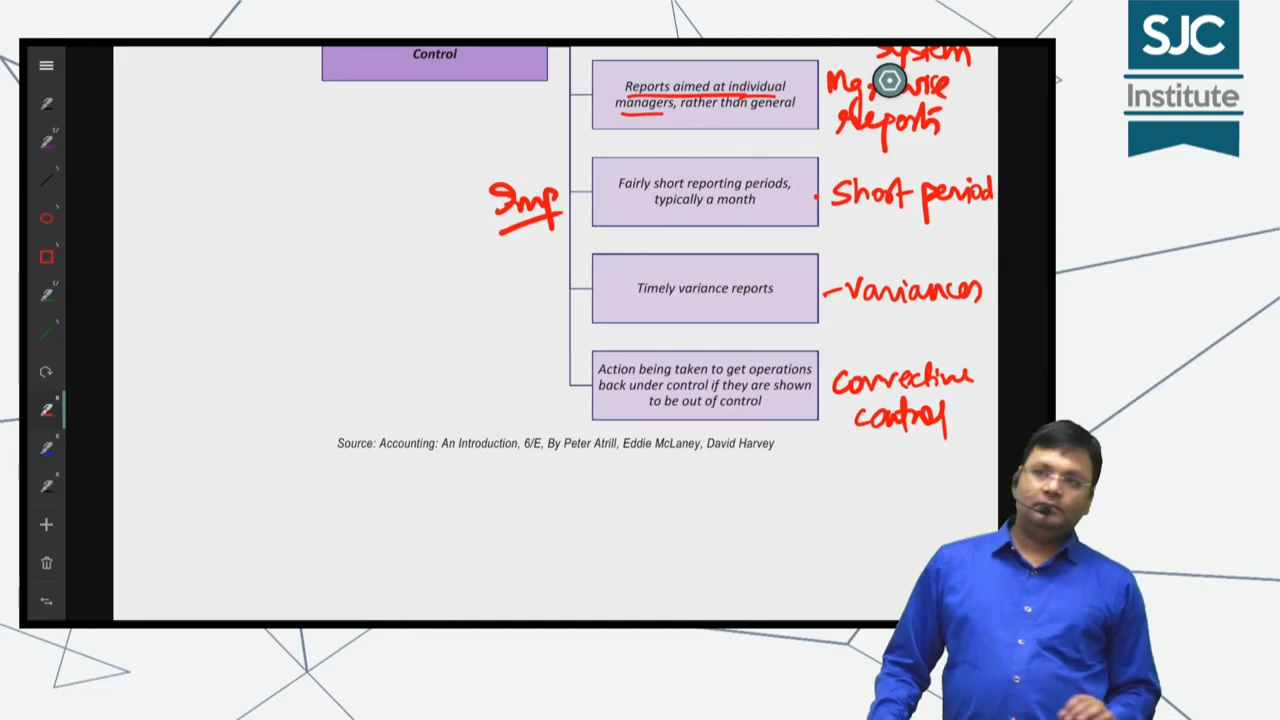 SJC
Institute
Control
system
Reports aimed at individual
managers, rather than general
wise
Reports
Imp
Fairly short reporting periods,
typically a month
Short period
Timely variance reports
- Variances
Action being taken to get operations
back under control if they are shown
to be out of control
Corrective
control
Source: Accounting: An Introduction, 6/E, By Peter Atrill, Eddie McLaney, David Harvey